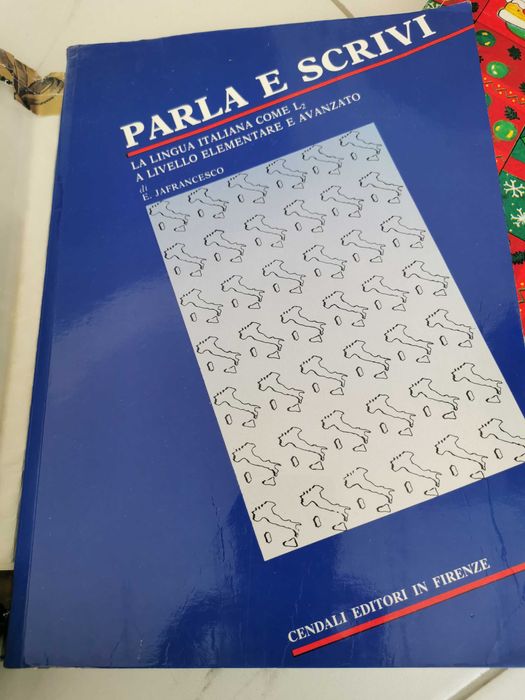 PARLA E SCRIVI
LA LINGUA ITALIANA COME L₂
A LIVELLO ELEMENTARE E AVANZATO
di
E. JAFRANCESCO
CENDALI EDITORI IN FIRENZE